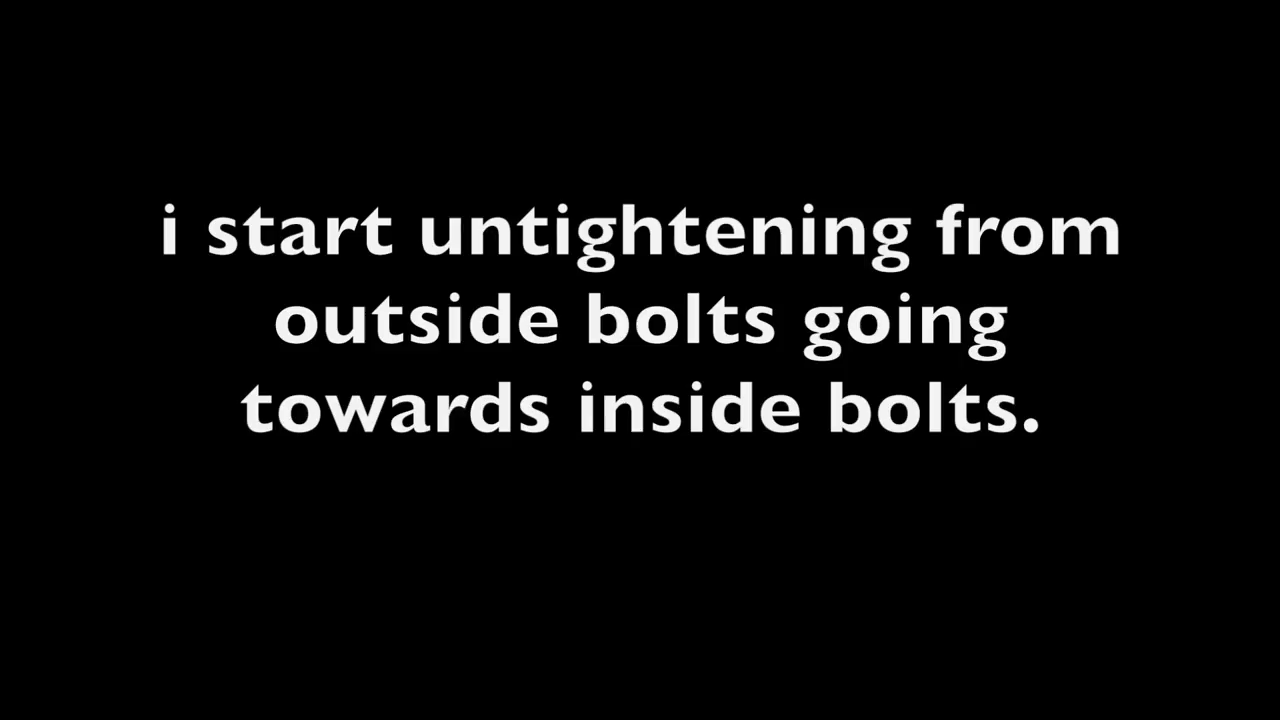 i start untightening from
outside bolts going
towards inside bolts.